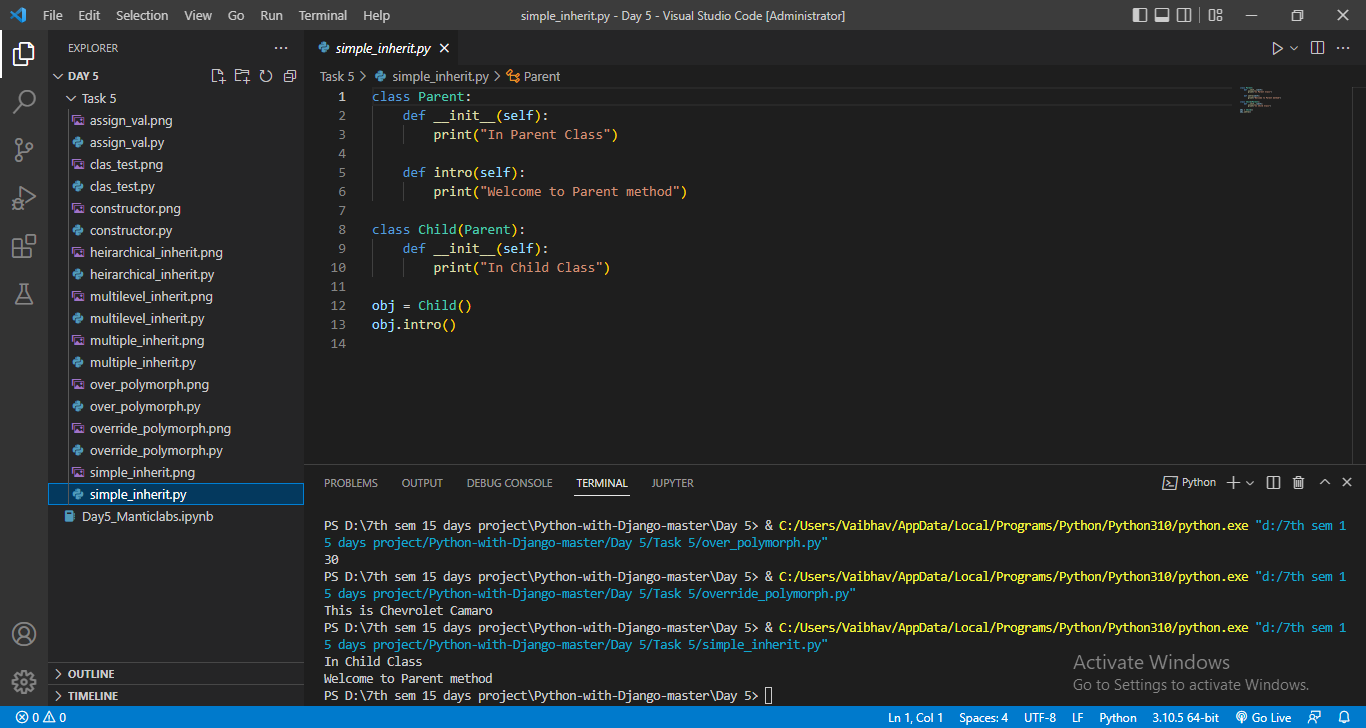 File Edit Selection View Go Run Terminal Help simple_inherit.py - Day 5 - Visual Studio Code [Administrator]
EXPLORER
DAY 5
Task 5
assign_val.png
assign_val.py
clas_test.png
clas_test.py
constructor.png
constructor.py
heirarchical_inherit.png
heirarchical_inherit.py
multilevel_inherit.png
multilevel_inherit.py
multiple_inherit.png
multiple_inherit.py
over_polymorph.png
over_polymorph.py
override_polymorph.png
override_polymorph.py
simple_inherit.png
simple_inherit.py
Day5_Manticlabs.ipynb
OUTLINE
TIMELINE
simple_inherit.py
Task 5 > simple_inherit.py > Parent
1 class Parent:
2     def __init__(self):
3         print("In Parent Class")
4
5     def intro(self):
6         print("Welcome to Parent method")
7
8 class Child(Parent):
9     def __init__(self):
10         print("In Child Class")
11
12 obj = Child()
13 obj.intro()
14
PROBLEMS OUTPUT DEBUG CONSOLE TERMINAL JUPYTER Python
PS D:\7th sem 15 days project\Python-with-Django-master\Day 5> & C:/Users/Vaibhav/AppData/Local/Programs/Python/Python310/python.exe "d:/7th sem 1
5 days project/Python-with-Django-master/Day 5/Task 5/over_polymorph.py"
30
PS D:\7th sem 15 days project\Python-with-Django-master\Day 5> & C:/Users/Vaibhav/AppData/Local/Programs/Python/Python310/python.exe "d:/7th sem 1
5 days project/Python-with-Django-master/Day 5/Task 5/override_polymorph.py"
This is Chevrolet Camaro
PS D:\7th sem 15 days project\Python-with-Django-master\Day 5> & C:/Users/Vaibhav/AppData/Local/Programs/Python/Python310/python.exe "d:/7th sem 1
5 days project/Python-with-Django-master/Day 5/Task 5/simple_inherit.py"
In Child Class
Welcome to Parent method
PS D:\7th sem 15 days project\Python-with-Django-master\Day 5>
Activate Windows
Go to Settings to activate Windows.
0 0 Ln 1, Col 1 Spaces: 4 UTF-8 LF Python 3.10.5 64-bit Go Live